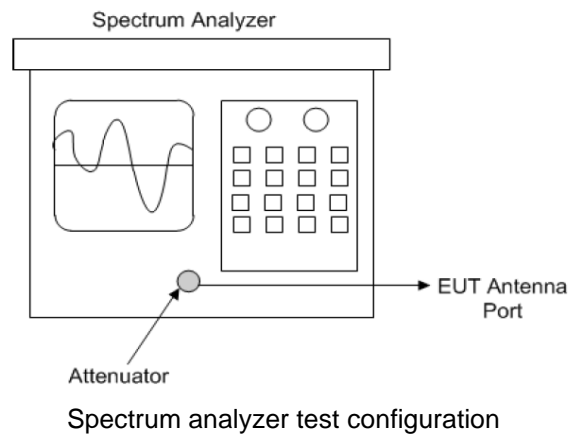 Spectrum Analyzer
EUT Antenna
Port
Attenuator
Spectrum analyzer test configuration